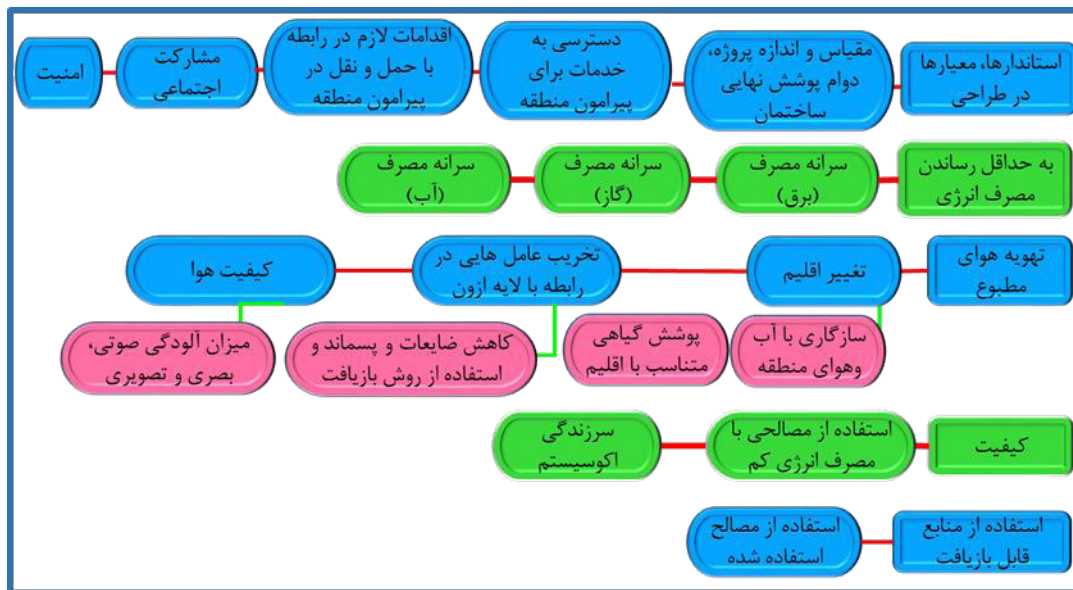 استاندارها، معیارها
در طراحی
مقیاس و اندازه پروژه،
دوام پوشش نهایی
ساختمان
دسترسی به
خدمات برای
پیرامون منطقه
اقدامات لازم در رابطه
با حمل و نقل در
پیرامون منطقه
مشارکت
اجتماعی
امنیت
به حداقل رساندن
مصرف انرژی
سرانه مصرف
(برق)
سرانه مصرف
(گاز)
سرانه مصرف
(آب)
تهویه هوای
مطبوع
تغییر اقلیم
تخریب عامل هایی در
رابطه با لایه ازون
کیفیت هوا
سازگاری با آب
وهوای منطقه
پوشش گیاهی
متناسب با اقلیم
کاهش ضایعات و پسماند و
استفاده از روش بازیافت
میزان آلودگی صوتی،
بصری و تصویری
کیفیت
استفاده از مصالحی با
مصرف انرژی کم
سرزندگی
اکوسیستم
استفاده از منابع
قابل بازیافت
استفاده از مصالح
استفاده شده